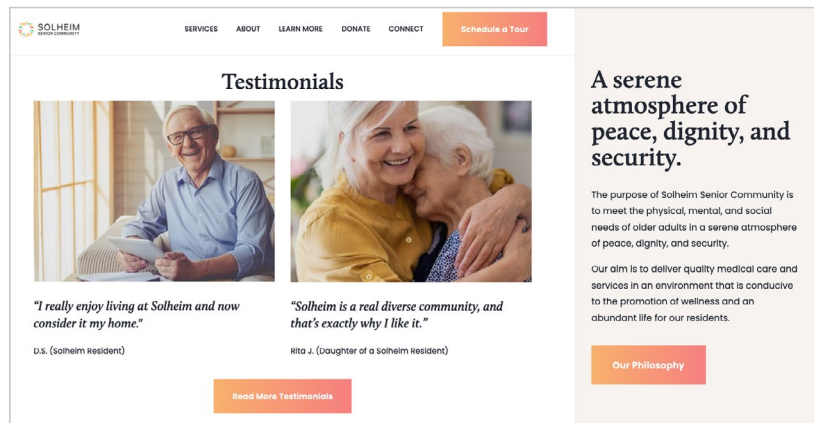 SOLHEIM
SENIOR COMMUNITY
SERVICES ABOUT LEARN MORE DONATE CONNECT Schedule a Tour
Testimonials
“I really enjoy living at Solheim and now
consider it my home."
D.S. (Solheim Resident)
“Solheim is a real diverse community, and
that’s exactly why I like it.”
Rita J. (Daughter of a Solheim Resident)
Read More Testimonials
A serene
atmosphere of
peace, dignity, and
security.
The purpose of Solheim Senior Community is
to meet the physical, mental, and social
needs of older adults in a serene atmosphere
of peace, dignity, and security.
Our aim is to deliver quality medical care and
services in an environment that is conducive
to the promotion of wellness and an
abundant life for our residents.
Our Philosophy